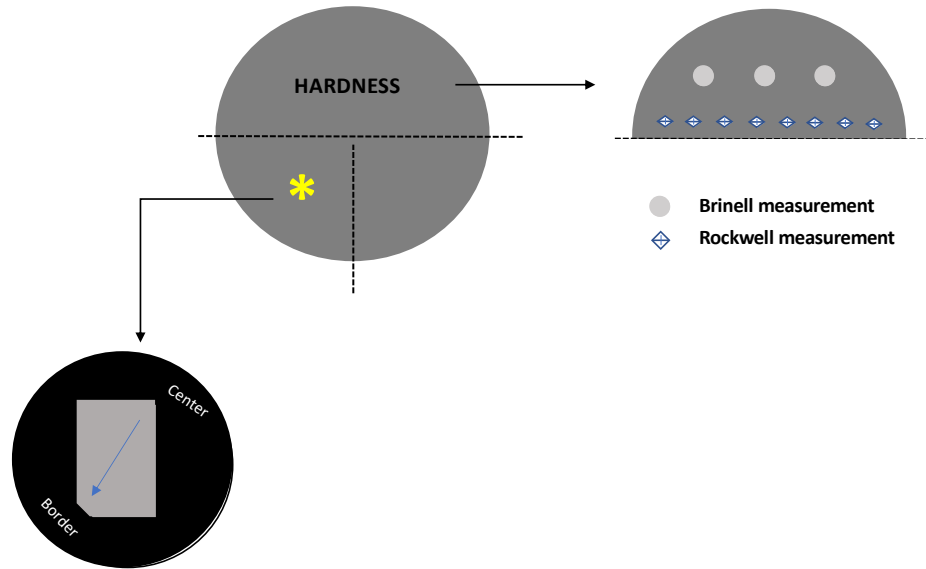 HARDNESS
Brinell measurement
Rockwell measurement
Center
Border